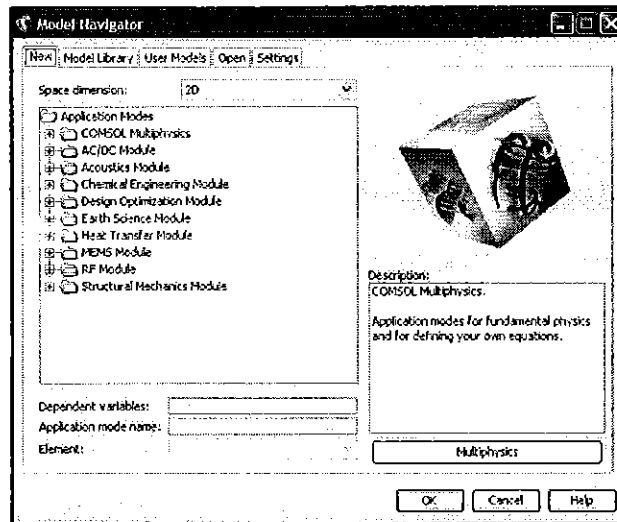 Model Navigator
New Model Library User Models Open Settings
Space dimension: 2D
Application Modes
COMSOL Multiphysics
AC/DC Module
Acoustics Module
Chemical Engineering Module
Design Optimization Module
Earth Science Module
Heat Transfer Module
MEMS Module
RF Module
Structural Mechanics Module
Description:
COMSOL Multiphysics.
Application modes for fundamental physics
and for defining your own equations.
Dependent variables:
Application mode name:
Element:
Multiphysics
OK Cancel Help